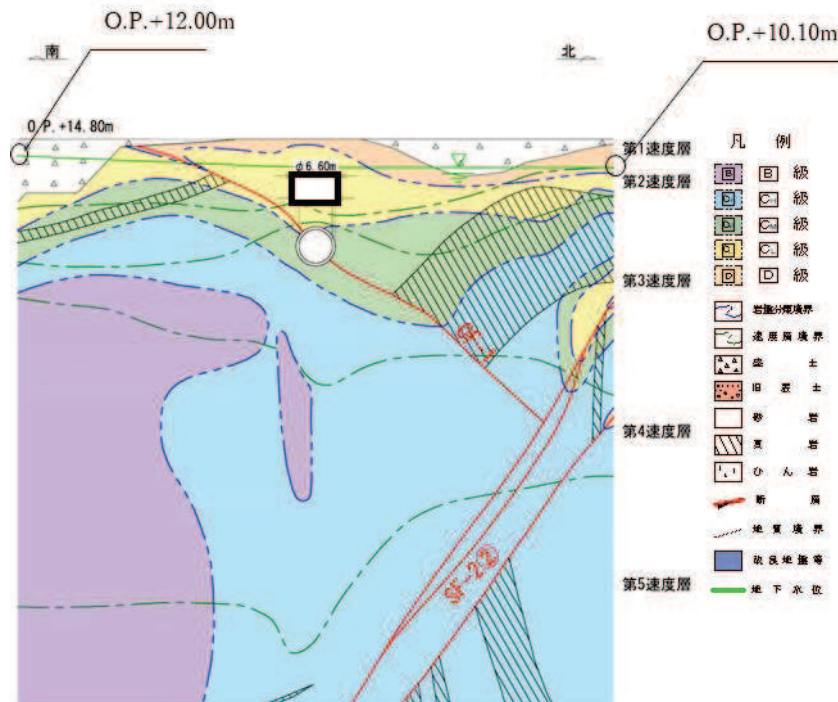 O.P.+12.00m
O.P.+10.10m
南
北
O.P.+14.80m
φ6.60m
第1速度層
第2速度層
第3速度層
第4速度層
第5速度層
SF-2②
凡 例
B B 級
CH 級
CM 級
CL 級
D D 級
岩盤分類境界
速度層境界
盛 土
旧表土
砂 岩
頁 岩
ひん岩
断 層
地質境界
改良地盤等
地下水位